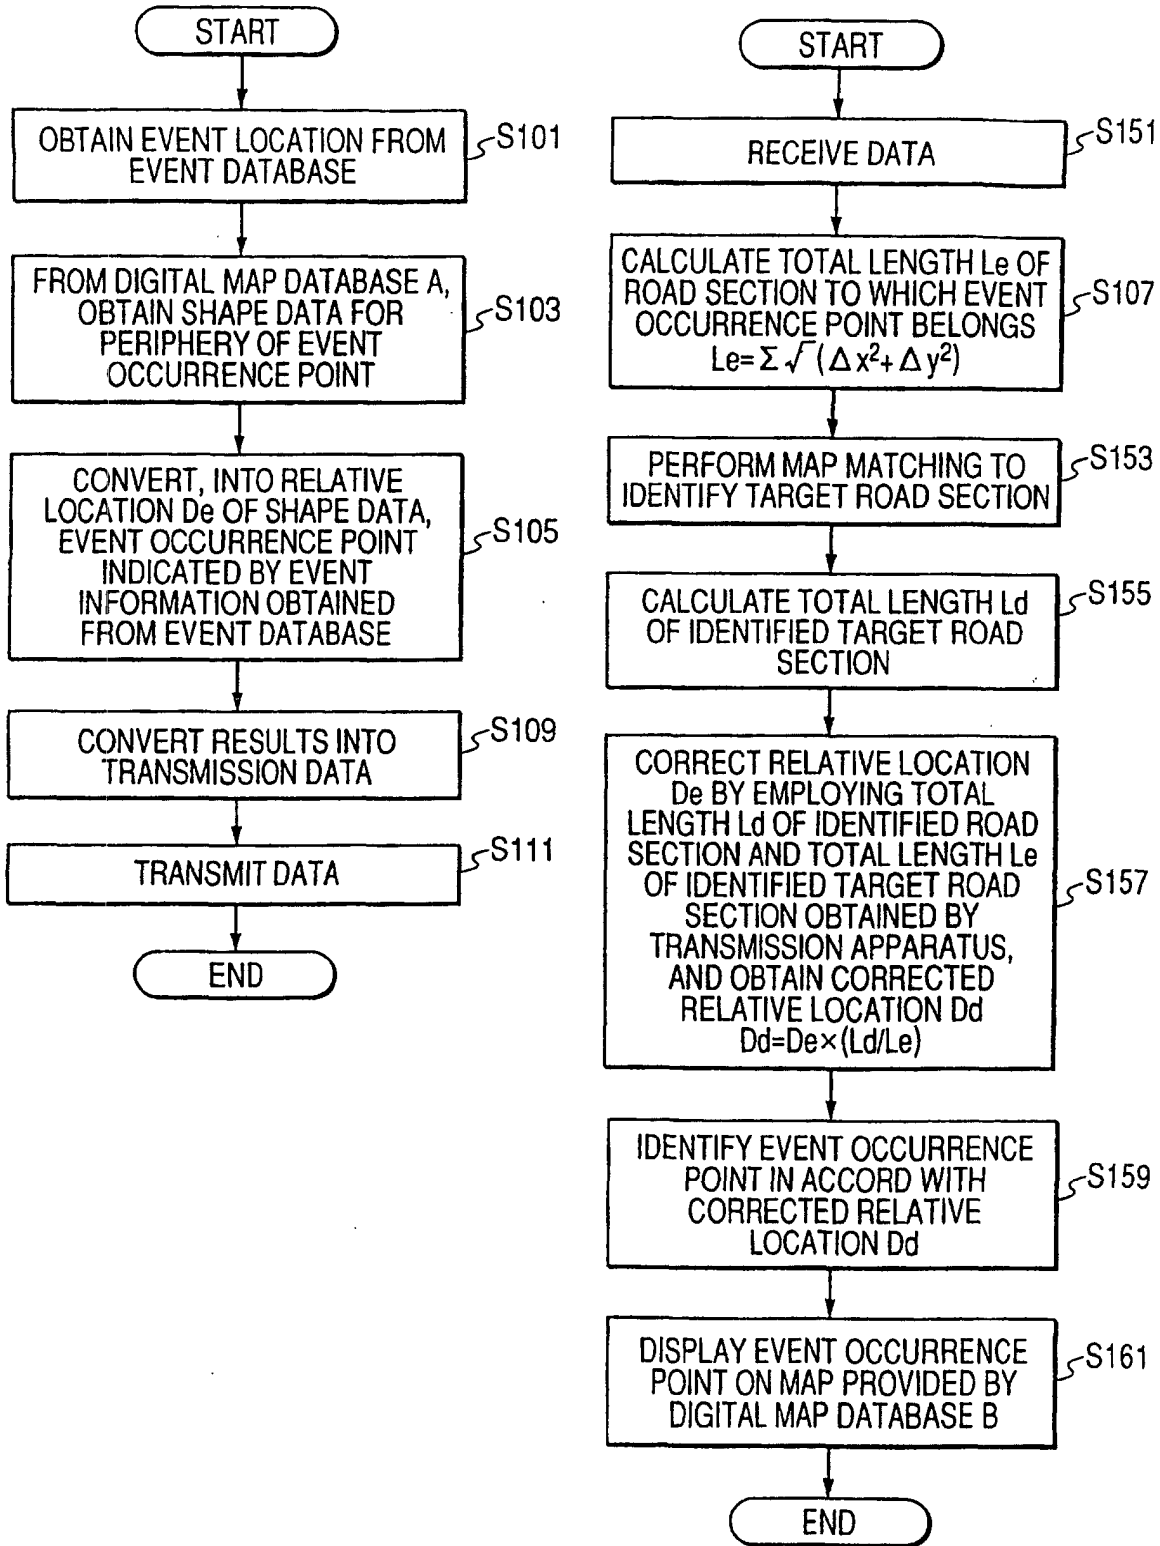 START
OBTAIN EVENT LOCATION FROM
EVENT DATABASE
S101
FROM DIGITAL MAP DATABASE A,
OBTAIN SHAPE DATA FOR
PERIPHERY OF EVENT
OCCURRENCE POINT
S103
CONVERT, INTO RELATIVE
LOCATION De OF SHAPE DATA,
EVENT OCCURRENCE POINT
INDICATED BY EVENT
INFORMATION OBTAINED
FROM EVENT DATABASE
S105
CONVERT RESULTS INTO
TRANSMISSION DATA
S109
TRANSMIT DATA
S111
END
START
RECEIVE DATA
S151
CALCULATE TOTAL LENGTH Le OF
ROAD SECTION TO WHICH EVENT
OCCURRENCE POINT BELONGS
Le=Σ√(Δx²+Δy²)
S107
PERFORM MAP MATCHING TO
IDENTIFY TARGET ROAD SECTION
S153
CALCULATE TOTAL LENGTH Ld
OF IDENTIFIED TARGET ROAD
SECTION
S155
CORRECT RELATIVE LOCATION
De BY EMPLOYING TOTAL
LENGTH Ld OF IDENTIFIED ROAD
SECTION AND TOTAL LENGTH Le
OF IDENTIFIED TARGET ROAD
SECTION OBTAINED BY
TRANSMISSION APPARATUS,
AND OBTAIN CORRECTED
RELATIVE LOCATION Dd
Dd=De×(Ld/Le)
S157
IDENTIFY EVENT OCCURRENCE
POINT IN ACCORD WITH
CORRECTED RELATIVE
LOCATION Dd
S159
DISPLAY EVENT OCCURRENCE
POINT ON MAP PROVIDED BY
DIGITAL MAP DATABASE B
S161
END